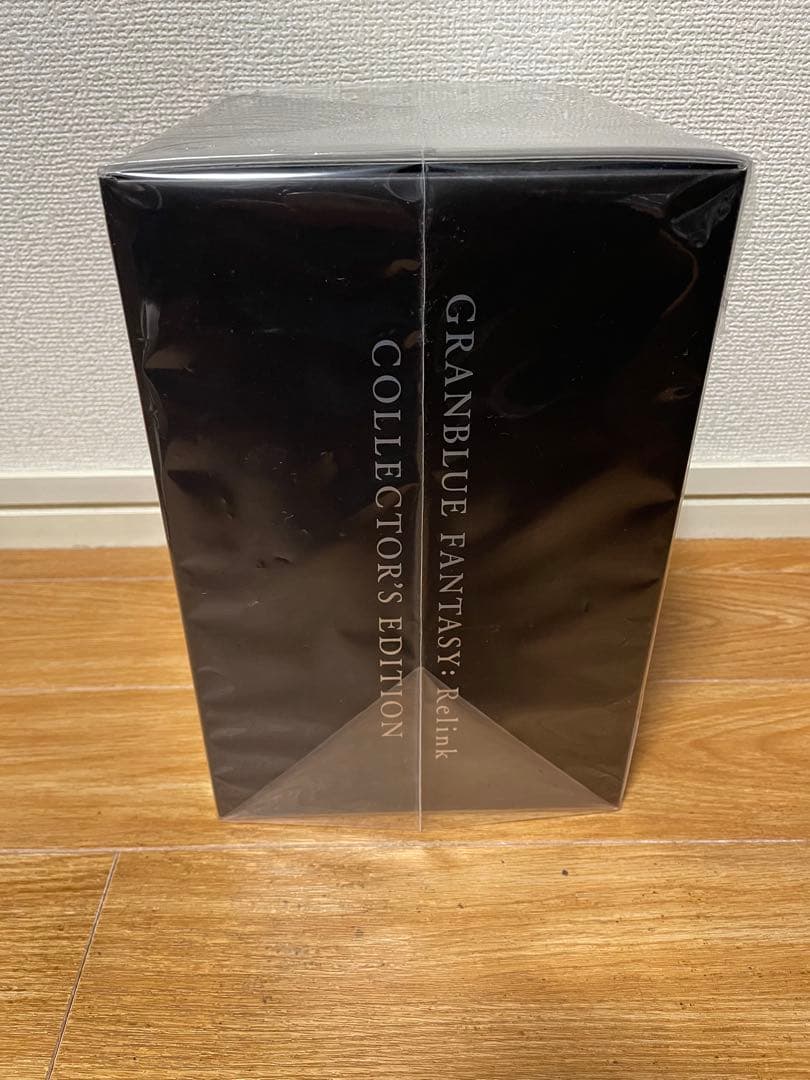 GRANBLUE FANTASY: Relink
COLLECTOR'S EDITION